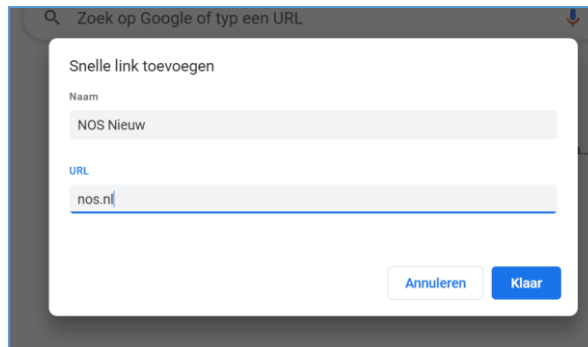 Zoek op Google of typ een URL
Snelle link toevoegen
Naam
NOS Nieuw
URL
nos.nl
Annuleren
Klaar